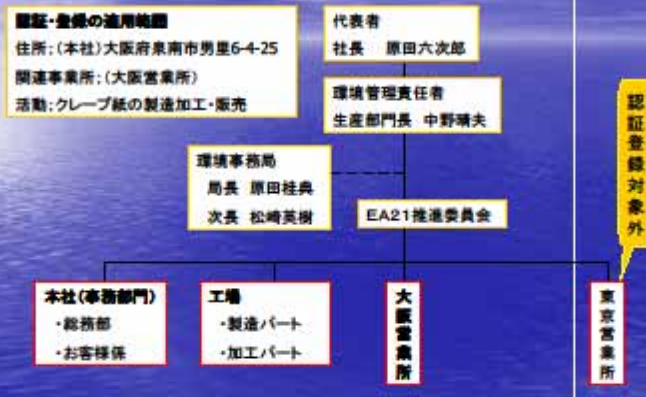 認証・登録の適用範囲
住所;(本社)大阪府泉南市男里6-4-25
関連事業所;(大阪営業所)
活動;クレープ紙の製造加工・販売
代表者
社長 原田六次郎
環境管理責任者
生産部門長 中野晴夫
環境事務局
局長 原田桂典
次長 松崎英樹
EA21推進委員会
認証登録対象外
本社(事務部門)
・総務部
・お客様係
工場
・製造パート
・加工パート
大阪営業所
東京営業所